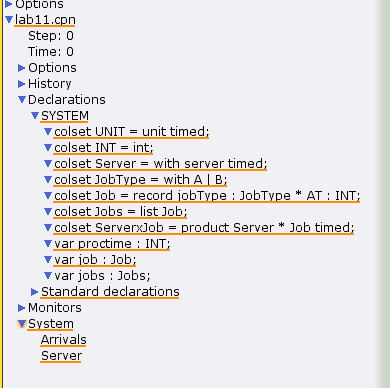 Options
lab11.cpn
Step: 0
Time: 0
Options
History
Declarations
SYSTEM
colset UNIT = unit timed;
colset INT = int;
colset Server = with server timed;
colset JobType = with A | B;
colset Job = record jobType : JobType * AT : INT;
colset Jobs = list Job;
colset ServerxJob = product Server * Job timed;
var proctime : INT;
var job : Job;
var jobs : Jobs;
Standard declarations
Monitors
System
Arrivals
Server